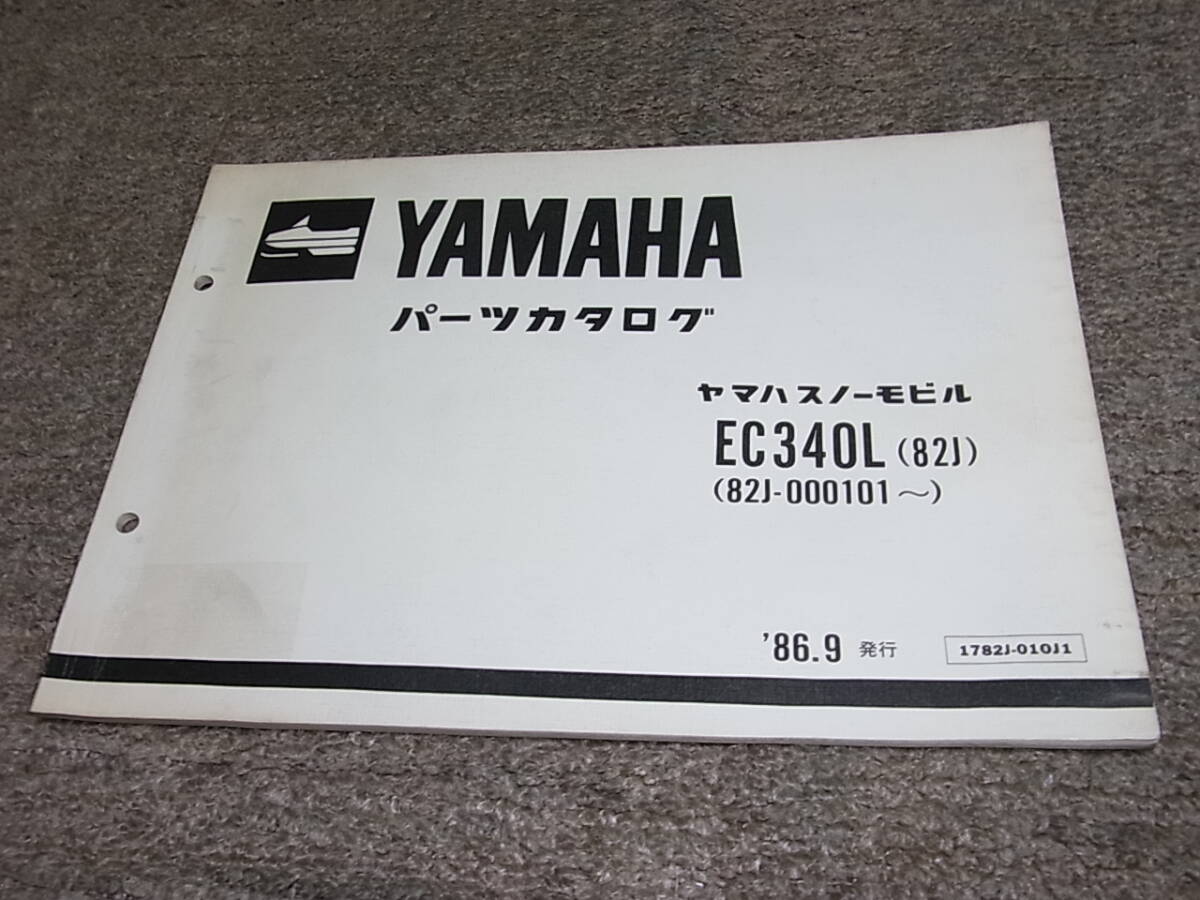 YAMAHA
パーツカタログ
ヤマハスノーモビル
EC340L (82J)
(82J-000101〜)
'86.9 発行
1782J-010J1